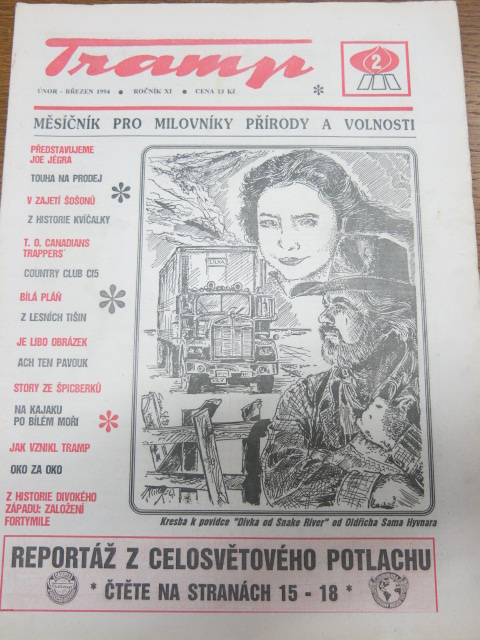 Tramp
2
ÚNOR - BŘEZEN 1994 ● ROČNÍK XI ● CENA 13 Kč
MĚSÍČNÍK PRO MILOVNÍKY PŘÍRODY A VOLNOSTI
PŘEDSTAVUJEME
JOE JÉGRA
TOUHA NA PRODEJ
V ZAJETÍ ŠOŠONŮ
Z HISTORIE KVÍČALKY
T. O. CANADIANS
TRAPPERS'
COUNTRY CLUB CI5
BÍLÁ PLÁŇ
Z LESNÍCH TIŠIN
JE LIBO OBRÁZEK
ACH TEN PAVOUK
STORY ZE ŠPICBERKŮ
NA KAJAKU
PO BÍLÉM MOŘI
JAK VZNIKL TRAMP
OKO ZA OKO
Z HISTORIE DIVOKÉHO
ZÁPADU: ZALOŽENÍ
FORTYMILE
Kresba k povídce "Dívka od Snake River" od Oldřicha Sama Hyvnara
REPORTÁŽ Z CELOSVĚTOVÉHO POTLACHU
* ČTĚTE NA STRANÁCH 15 - 18 *